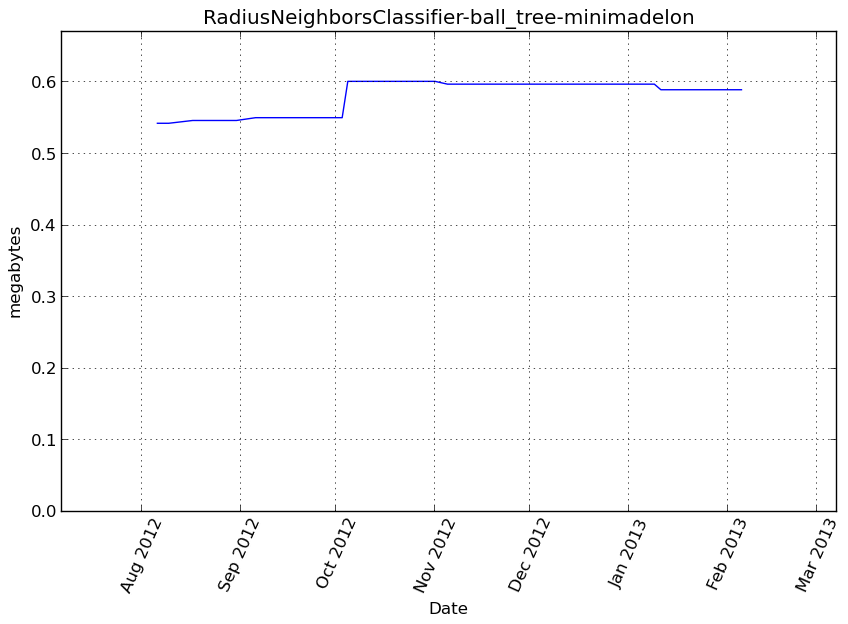 RadiusNeighborsClassifier-ball_tree-minimadelon
0.6
0.5
0.4
0.3
0.2
0.1
0.0
megabytes
Aug 2012
Sep 2012
Oct 2012
Nov 2012
Dec 2012
Jan 2013
Feb 2013
Mar 2013
Date